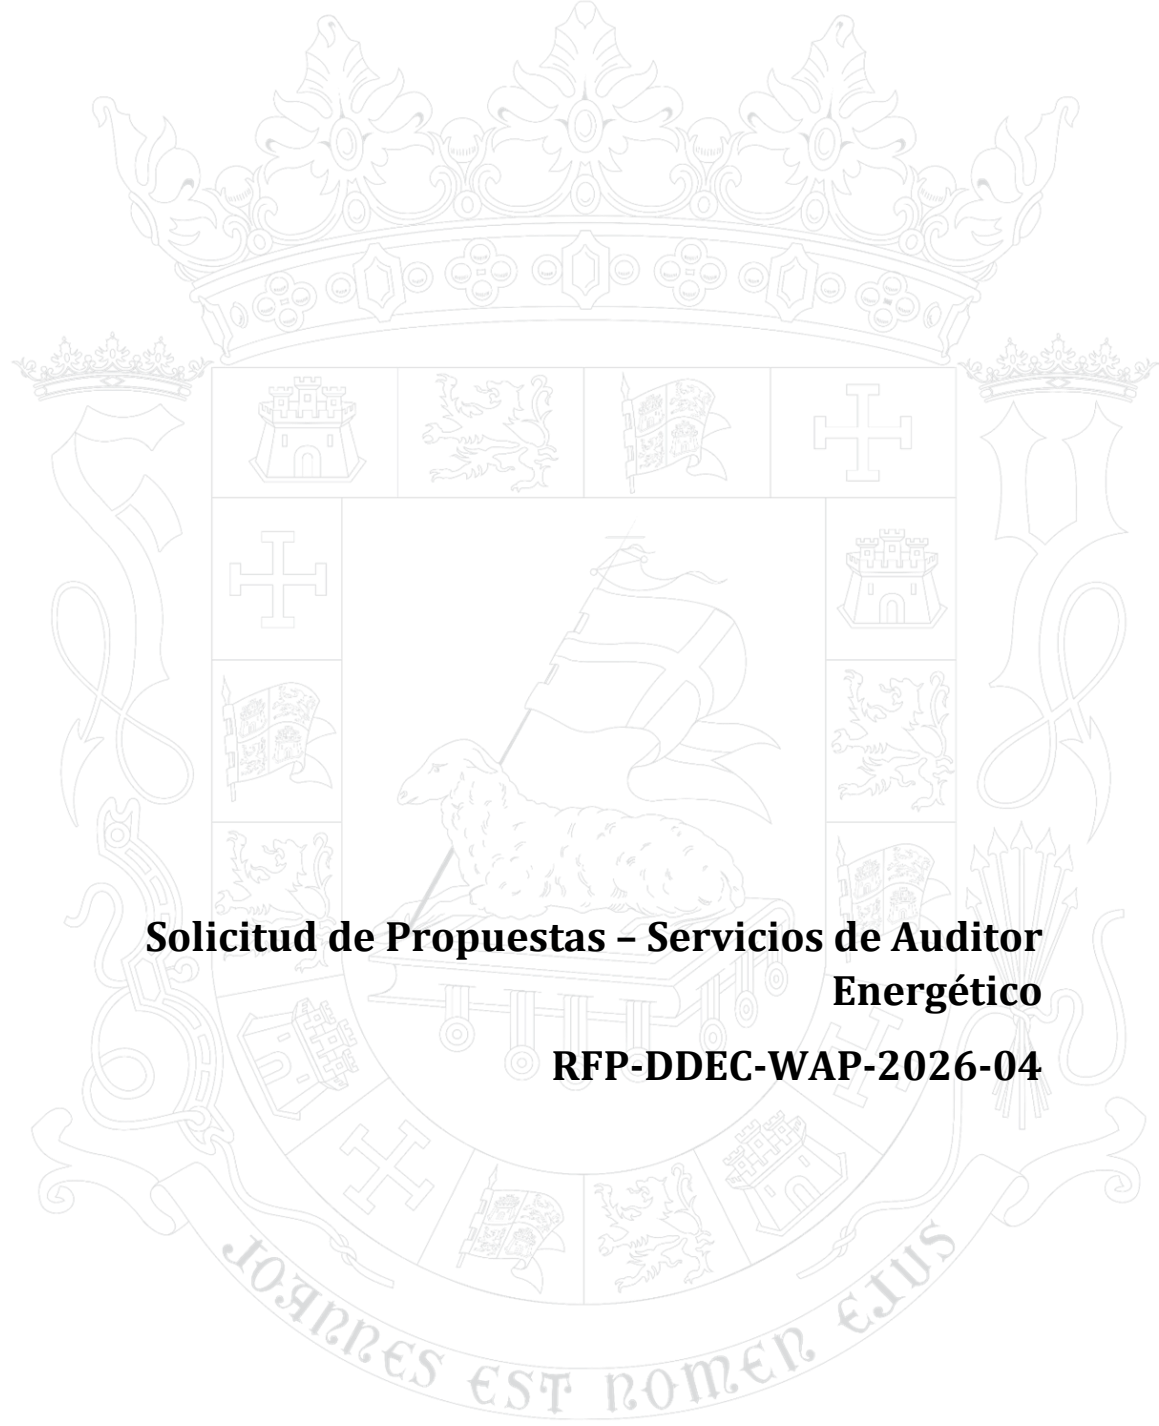 Solicitud de Propuestas – Servicios de Auditor
Energético
RFP-DDEC-WAP-2026-04
JOANNES EST NOMEN EJUS